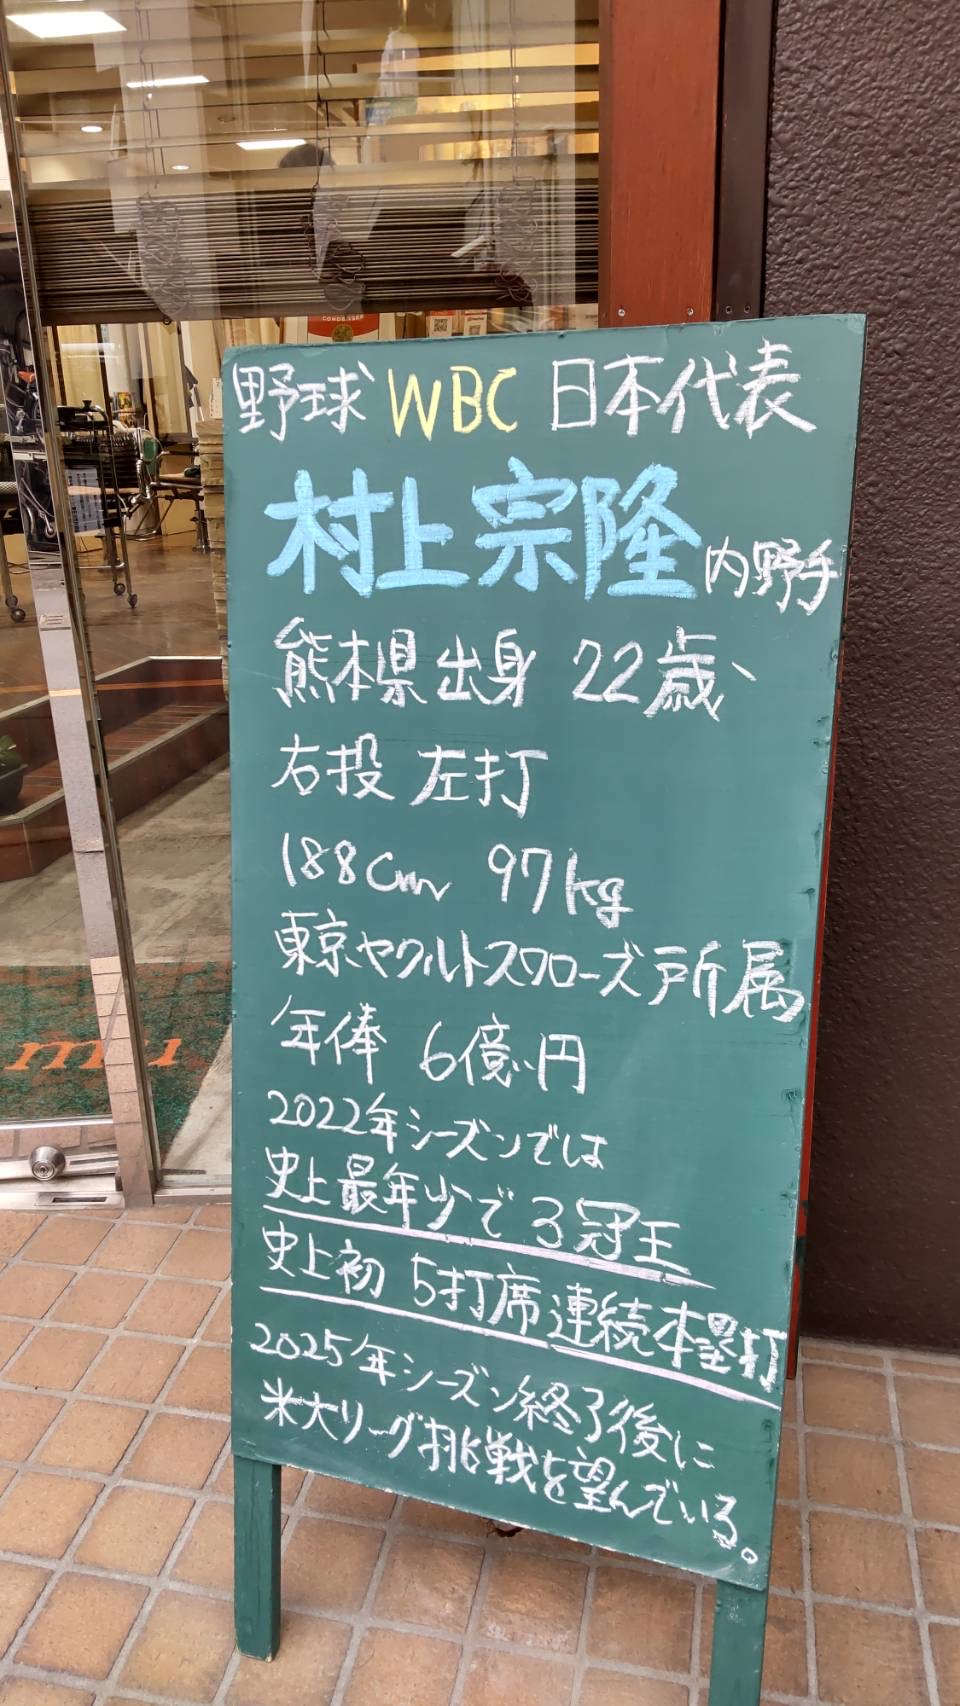 野球 WBC 日本代表
村上宗隆 内野手
熊本県出身 22歳
右投 左打
188cm 97kg
東京ヤクルトスワローズ所属
年俸 6億円
2022年シーズンでは
史上最年少で3冠王
史上初 5打席連続本塁打
2025年シーズン終了後に
米大リーグ挑戦を望んでいる。